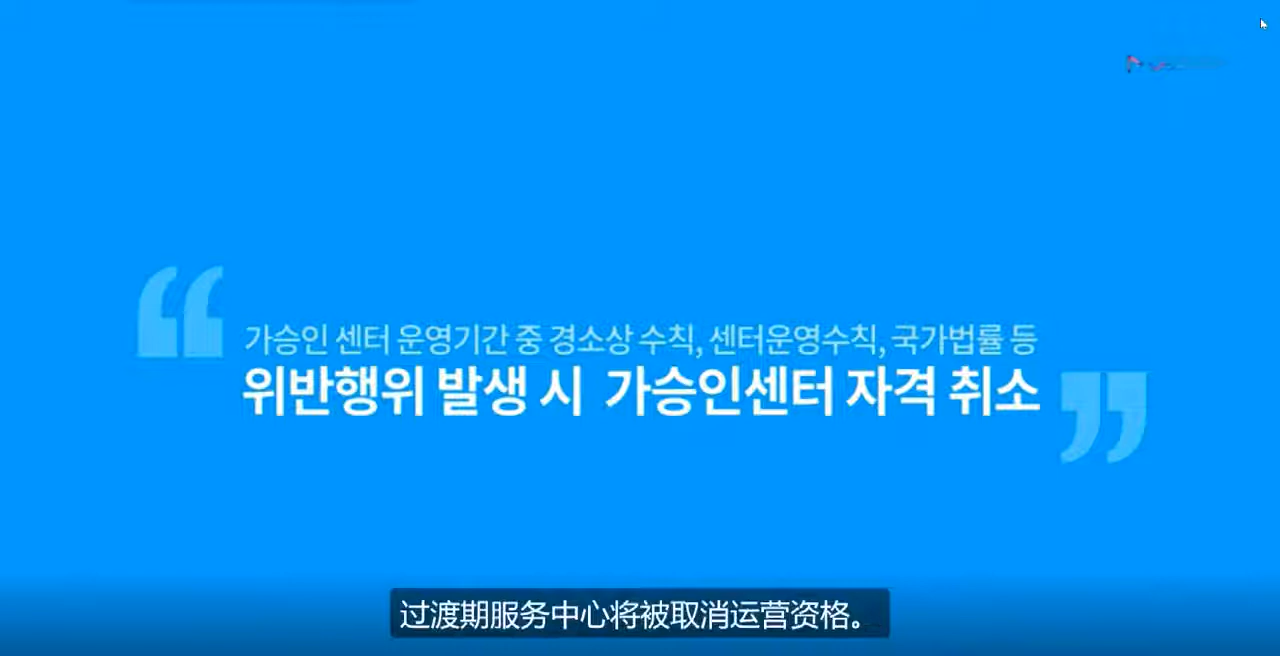 가승인 센터 운영기간 중 경소상 수칙, 센터운영수칙, 국가법률 등
위반행위 발생 시 가승인센터 자격 취소
过渡期服务中心将被取消运营资格。